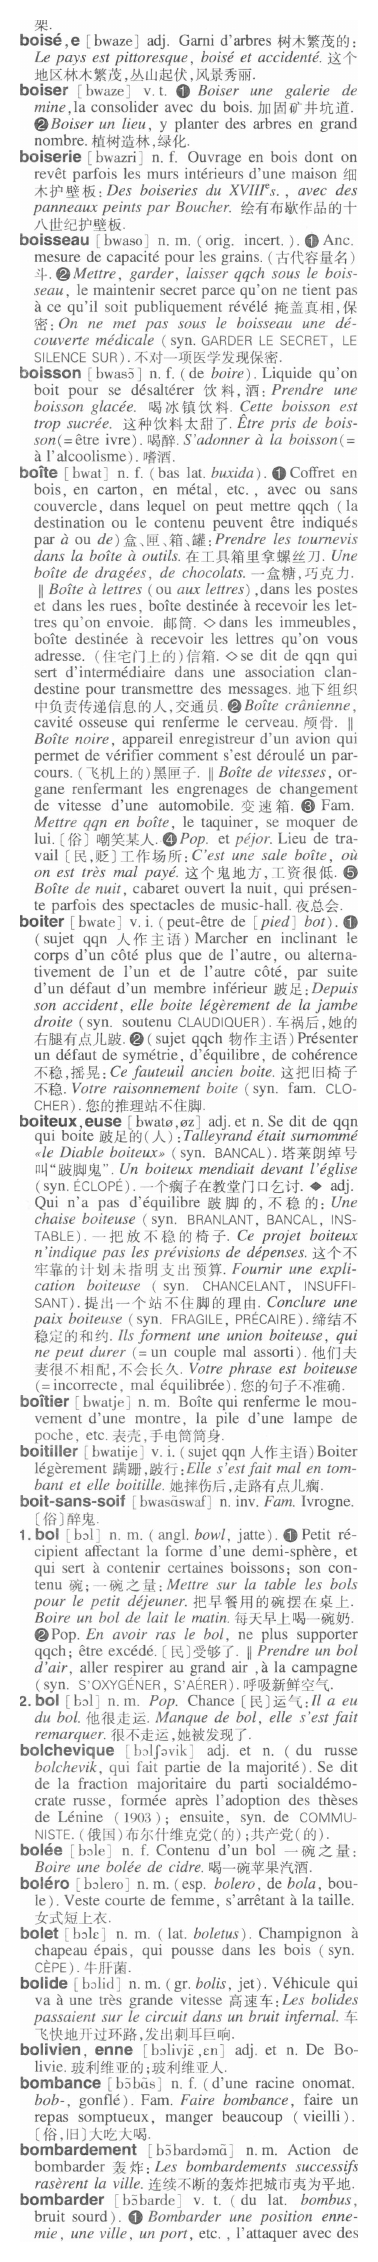 架.
boisé,e [bwaze] adj. Garni d'arbres 树木繁茂的:
Le pays est pittoresque, boisé et accidenté. 这个
地区林木繁茂,丛山起伏,风景秀丽.
boiser [bwaze] v.t. ❶ Boiser une galerie de
mine,la consolider avec du bois. 加固矿井坑道.
❷Boiser un lieu, y planter des arbres en grand
nombre. 植树造林,绿化.
boiserie [bwazri] n. f. Ouvrage en bois dont on
revêt parfois les murs intérieurs d'une maison 细
木护壁板:Des boiseries du XVIIIᵉs., avec des
panneaux peints par Boucher. 绘有布歇作品的十
八世纪护壁板.
boisseau [bwaso] n. m. (orig. incert.). ❶ Anc.
mesure de capacité pour les grains. (古代容量名)
斗. ❷ Mettre, garder, laisser qqch sous le bois-
seau, le maintenir secret parce qu'on ne tient pas
à ce qu'il soit publiquement révélé 掩盖真相,保
密:On ne met pas sous le boisseau une dé-
couverte médicale (syn. GARDER LE SECRET, LE
SILENCE SUR). 不对一项医学发现保密.
boisson [bwasɔ̃] n. f. (de boire). Liquide qu'on
boit pour se désaltérer 饮料,酒:Prendre une
boisson glacée. 喝冰镇饮料. Cette boisson est
trop sucrée. 这种饮料太甜了. Être pris de bois-
son(=être ivre). 喝醉. S'adonner à la boisson(=
à l'alcoolisme). 嗜酒.
boîte [bwat] n. f. (bas lat. buxida). ❶Coffret en
bois, en carton, en métal, etc., avec ou sans
couvercle, dans lequel on peut mettre qqch (la
destination ou le contenu peuvent être indiqués
par à ou de)盒、匣、箱、罐:Prendre les tournevis
dans la boîte à outils. 在工具箱里拿螺丝刀. Une
boîte de dragées, de chocolats. 一盒糖,巧克力.
‖ Boîte à lettres (ou aux lettres),dans les postes
et dans les rues, boîte destinée à recevoir les let-
tres qu'on envoie. 邮筒. ◇dans les immeubles,
boîte destinée à recevoir les lettres qu'on vous
adresse. (住宅门上的)信箱. ◇se dit de qqn qui
sert d'intermédiaire dans une association clan-
destine pour transmettre des messages. 地下组织
中负责传递信息的人,交通员. ❷Boîte crânienne,
cavité osseuse qui renferme le cerveau. 颅骨. ‖
Boîte noire, appareil enregistreur d'un avion qui
permet de vérifier comment s'est déroulé un par-
cours. (飞机上的)黑匣子. ‖ Boîte de vitesses, or-
gane renfermant les engrenages de changement
de vitesse d'une automobile. 变速箱. ❸ Fam.
Mettre qqn en boîte, le taquiner, se moquer de
lui. [俗] 嘲笑某人. ❹Pop. et péjor. Lieu de tra-
vail [民,贬]工作场所:C'est une sale boîte, où
on est très mal payé. 这个鬼地方,工资很低. ❺
Boîte de nuit, cabaret ouvert la nuit, qui présen-
te parfois des spectacles de music-hall. 夜总会.
boiter [bwate] v. i. (peut-être de [pied] bot). ❶
(sujet qqn 人作主语) Marcher en inclinant le
corps d'un côté plus que de l'autre, ou alterna-
tivement de l'un et de l'autre côté, par suite
d'un défaut d'un membre inférieur 跛足:Depuis
son accident, elle boite légèrement de la jambe
droite (syn. soutenu CLAUDIQUER). 车祸后,她的
右腿有点儿跛. ❷(sujet qqch 物作主语)Présenter
un défaut de symétrie, d'équilibre, de cohérence
不稳,摇晃:Ce fauteuil ancien boite. 这把旧椅子
不稳. Votre raisonnement boite (syn. fam. CLO-
CHER). 您的推理站不住脚.
boiteux,euse [bwatø,øz] adj. et n. Se dit de qqn
qui boite 跛足的(人):Talleyrand était surnommé
«le Diable boiteux» (syn. BANCAL). 塔莱朗绰号
叫“跛脚鬼”. Un boiteux mendiait devant l'église
(syn. ÉCLOPÉ). 一个瘸子在教堂门口乞讨. ◆ adj.
Qui n'a pas d'équilibre 跛脚的,不稳的:Une
chaise boiteuse (syn. BRANLANT, BANCAL, INS-
TABLE). 一把放不稳的椅子. Ce projet boiteux
n'indique pas les prévisions de dépenses. 这个不
牢靠的计划未指明支出预算. Fournir une expli-
cation boiteuse (syn. CHANCELANT, INSUFFI-
SANT). 提出一个站不住脚的理由. Conclure une
paix boiteuse (syn. FRAGILE, PRÉCAIRE). 缔结不
稳定的和约. Ils forment une union boiteuse, qui
ne peut durer (=un couple mal assorti). 他们夫
妻很不相配,不会长久. Votre phrase est boiteuse
(=incorrecte, mal équilibrée). 您的句子不准确.
boîtier [bwatje] n. m. Boîte qui renferme le mou-
vement d'une montre, la pile d'une lampe de
poche, etc. 表壳,手电筒筒身.
boitiller [bwatije] v. i. (sujet qqn 人作主语) Boiter
légèrement 蹒跚,跛行:Elle s'est fait mal en tom-
bant et elle boitille. 她摔伤后,走路有点儿瘸.
boit-sans-soif [bwasɑ̃swaf] n. inv. Fam. Ivrogne.
[俗]醉鬼.
1. bol [bɔl] n. m. (angl. bowl, jatte). ❶ Petit ré-
cipient affectant la forme d'une demi-sphère, et
qui sert à contenir certaines boissons; son con-
tenu 碗;一碗之量:Mettre sur la table les bols
pour le petit déjeuner. 把早餐用的碗摆在桌上.
Boire un bol de lait le matin. 每天早上喝一碗奶.
❷Pop. En avoir ras le bol, ne plus supporter
qqch; être excédé. [民]受够了. ‖ Prendre un bol
d'air, aller respirer au grand air,à la campagne
(syn. S'OXYGÉNER, S'AÉRER). 呼吸新鲜空气.
2. bol [bɔl] n. m. Pop. Chance [民]运气:Il a eu
du bol. 他很走运. Manque de bol, elle s'est fait
remarquer. 很不走运,她被发现了.
bolchevique [bɔlʃəvik] adj. et n. (du russe
bolchevik, qui fait partie de la majorité). Se dit
de la fraction majoritaire du parti socialdémo-
crate russe, formée après l'adoption des thèses
de Lénine (1903); ensuite, syn. de COMMU-
NISTE. (俄国)布尔什维克党(的);共产党(的).
bolée [bɔle] n. f. Contenu d'un bol 一碗之量:
Boire une bolée de cidre. 喝一碗苹果汽酒.
boléro [bɔlero] n. m. (esp. bolero, de bola, bou-
le). Veste courte de femme, s'arrêtant à la taille.
女式短上衣.
bolet [bɔlɛ] n. m. (lat. boletus). Champignon à
chapeau épais, qui pousse dans les bois (syn.
CÈPE). 牛肝菌.
bolide [bɔlid] n. m. (gr. bolis, jet). Véhicule qui
va à une très grande vitesse 高速车:Les bolides
passaient sur le circuit dans un bruit infernal. 车
飞快地开过环路,发出刺耳巨响.
bolivien, enne [bɔlivjɛ̃,ɛn] adj. et n. De Bo-
livie. 玻利维亚的;玻利维亚人.
bombance [bɔ̃bɑ̃s] n. f. (d'une racine onomat.
bob-, gonflé). Fam. Faire bombance, faire un
repas somptueux, manger beaucoup (vieilli).
[俗,旧]大吃大喝.
bombardement [bɔ̃bardəmɑ̃] n. m. Action de
bombarder 轰炸:Les bombardements successifs
rasèrent la ville. 连续不断的轰炸把城市夷为平地.
bombarder [bɔ̃barde] v. t. (du lat. bombus,
bruit sourd). ❶ Bombarder une position enne-
mie, une ville, un port, etc., l'attaquer avec des